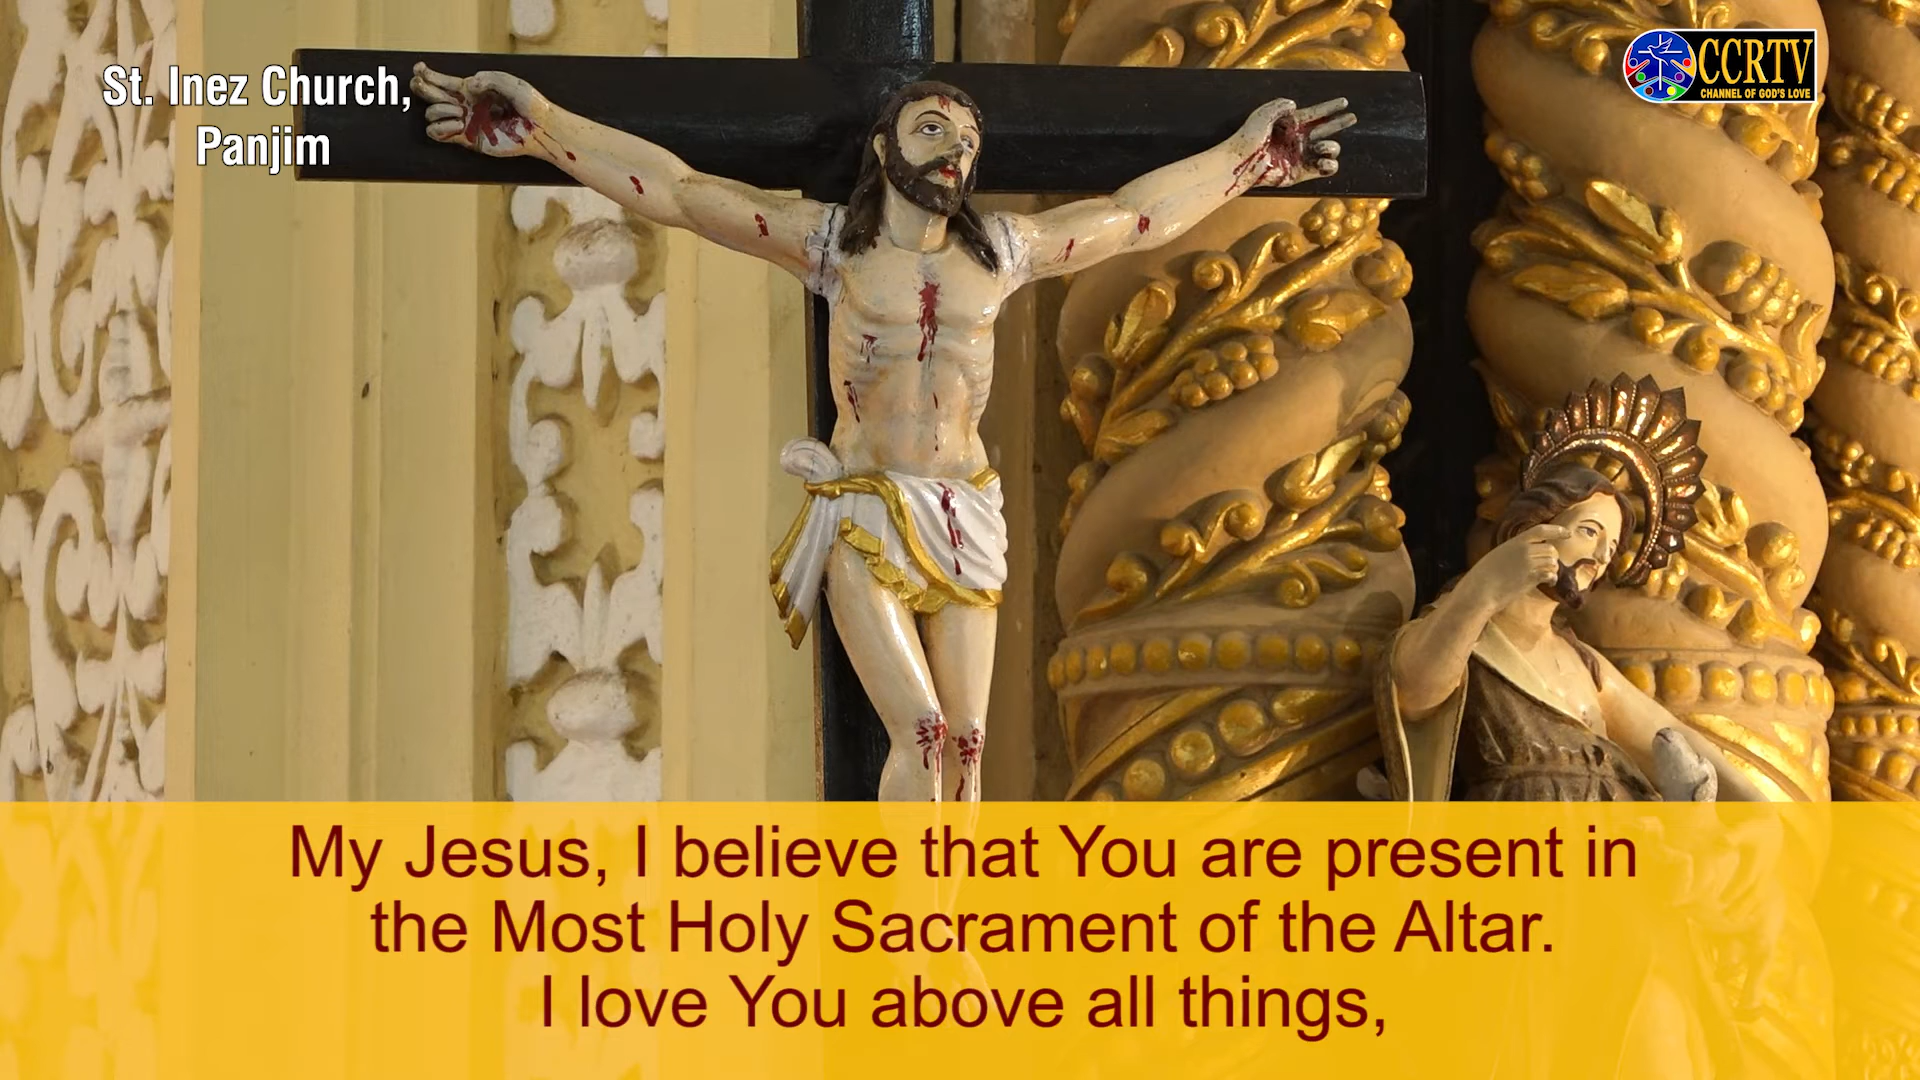 St. Inez Church,
Panjim
CCRTV
CHANNEL OF GOD'S LOVE
My Jesus, I believe that You are present in
the Most Holy Sacrament of the Altar.
I love You above all things,